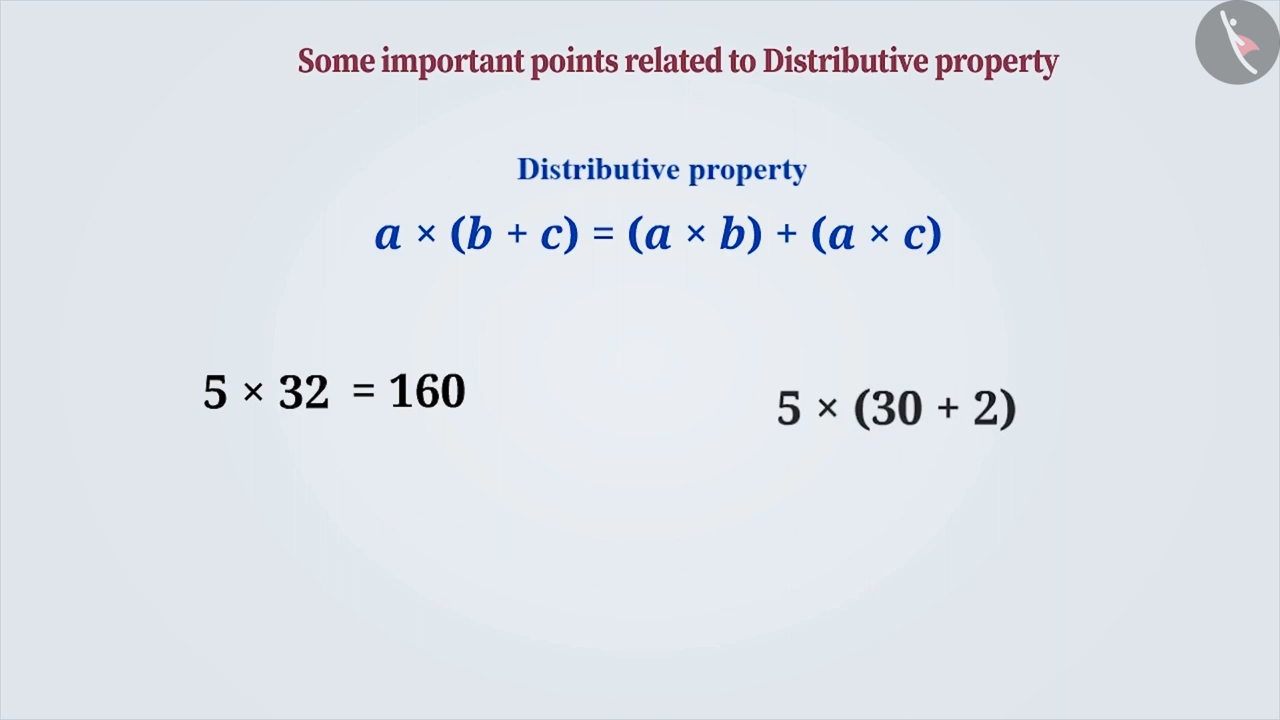 Some important points related to Distributive property
Distributive property
a × (b + c) = (a × b) + (a × c)
5 × 32 = 160
5 × (30 + 2)